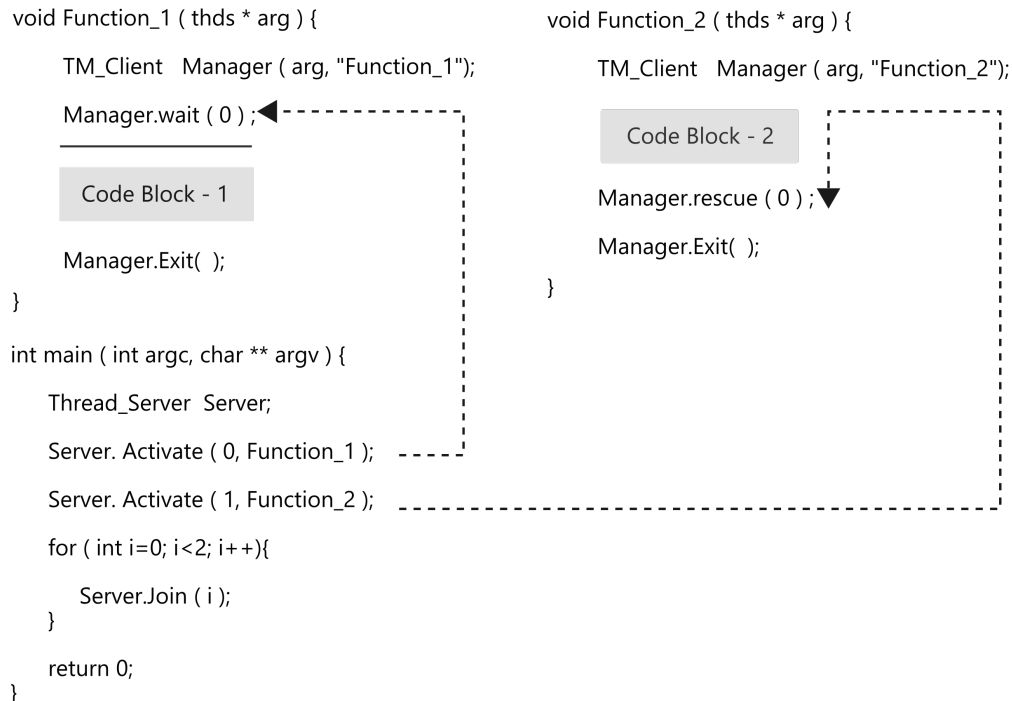 void Function_1 ( thds * arg ) {
TM_Client Manager ( arg, "Function_1");
Manager.wait ( 0 ) ;
Code Block - 1
Manager.Exit( );
}
void Function_2 ( thds * arg ) {
TM_Client Manager ( arg, "Function_2");
Code Block - 2
Manager.rescue ( 0 ) ;
Manager.Exit( );
}
int main ( int argc, char ** argv ) {
Thread_Server Server;
Server. Activate ( 0, Function_1 );
Server. Activate ( 1, Function_2 );
for ( int i=0; i<2; i++){
Server.Join ( i );
}
return 0;
}